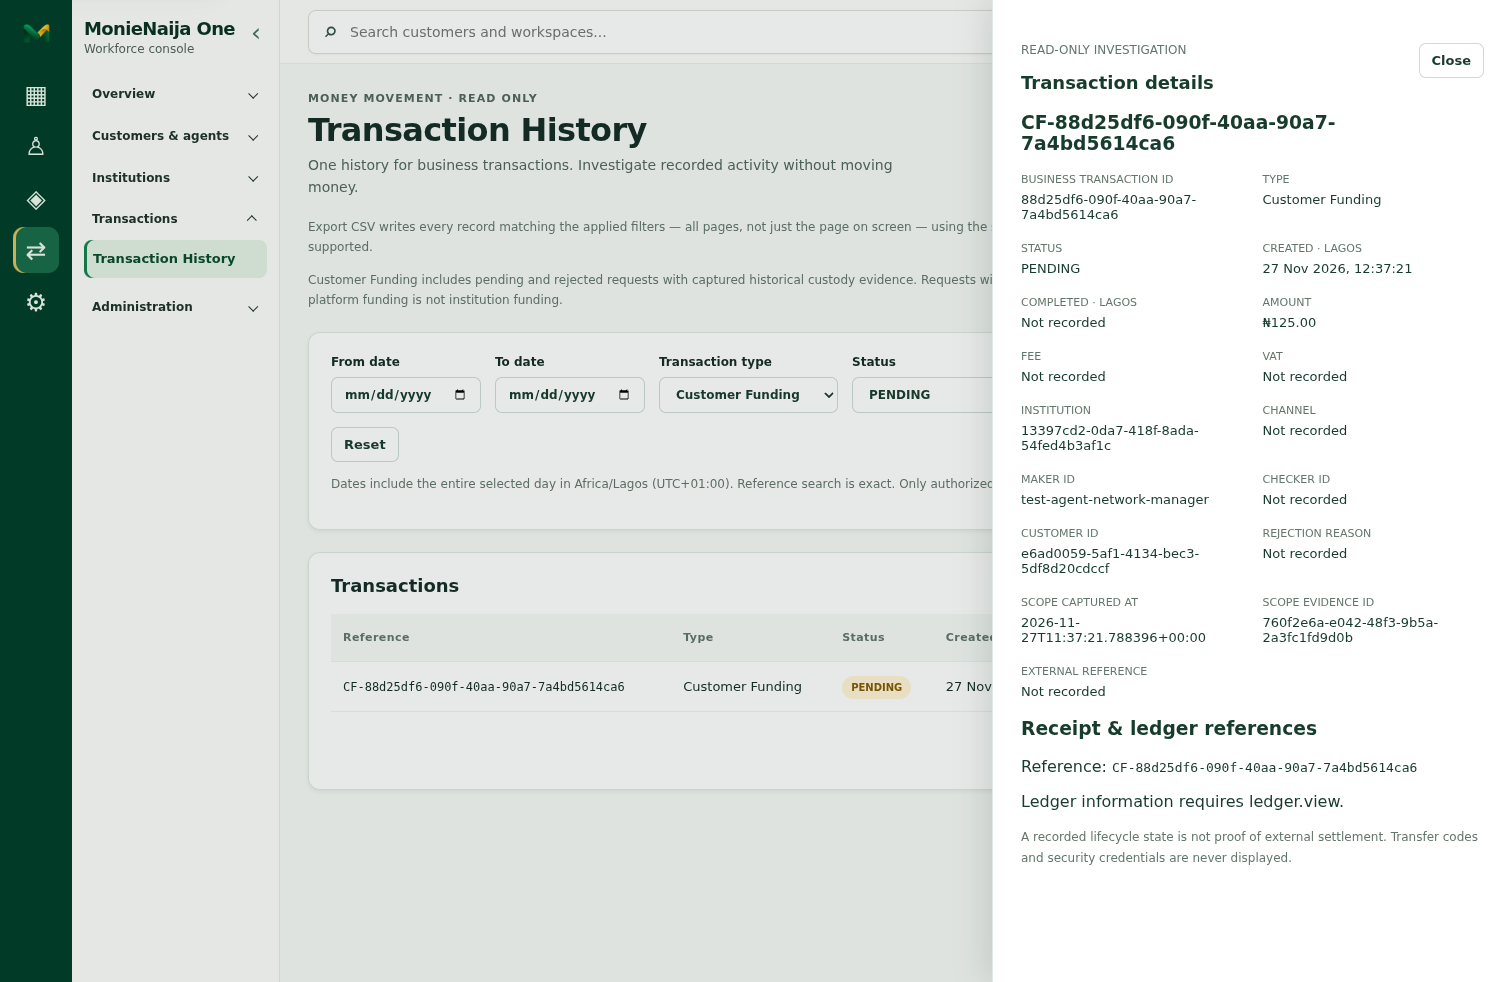 MonieNaija One
Workforce console
Overview
Customers & agents
Institutions
Transactions
Transaction History
Administration
Search customers and workspaces...
MONEY MOVEMENT · READ ONLY
Transaction History
One history for business transactions. Investigate recorded activity without moving
money.
Export CSV writes every record matching the applied filters — all pages, not just the page on screen — using the
supported.
Customer Funding includes pending and rejected requests with captured historical custody evidence. Requests
platform funding is not institution funding.
From date
To date
Transaction type
Status
mm/dd/yyyy
mm/dd/yyyy
Customer Funding
PENDING
Reset
Dates include the entire selected day in Africa/Lagos (UTC+01:00). Reference search is exact. Only authorized
Transactions
Reference Type Status Created
CF-88d25df6-090f-40aa-90a7-7a4bd5614ca6 Customer Funding PENDING 27 Nov
READ-ONLY INVESTIGATION
Close
Transaction details
CF-88d25df6-090f-40aa-90a7-
7a4bd5614ca6
BUSINESS TRANSACTION ID
88d25df6-090f-40aa-90a7-
7a4bd5614ca6
TYPE
Customer Funding
STATUS
PENDING
CREATED · LAGOS
27 Nov 2026, 12:37:21
COMPLETED · LAGOS
Not recorded
AMOUNT
₦125.00
FEE
Not recorded
VAT
Not recorded
INSTITUTION
13397cd2-0da7-418f-8ada-
54fed4b3af1c
CHANNEL
Not recorded
MAKER ID
test-agent-network-manager
CHECKER ID
Not recorded
CUSTOMER ID
e6ad0059-5af1-4134-bec3-
5df8d20cdccf
REJECTION REASON
Not recorded
SCOPE CAPTURED AT
2026-11-
27T11:37:21.788396+00:00
SCOPE EVIDENCE ID
760f2e6a-e042-48f3-9b5a-
2a3fc1fd9d0b
EXTERNAL REFERENCE
Not recorded
Receipt & ledger references
Reference: CF-88d25df6-090f-40aa-90a7-7a4bd5614ca6
Ledger information requires ledger.view.
A recorded lifecycle state is not proof of external settlement. Transfer codes
and security credentials are never displayed.